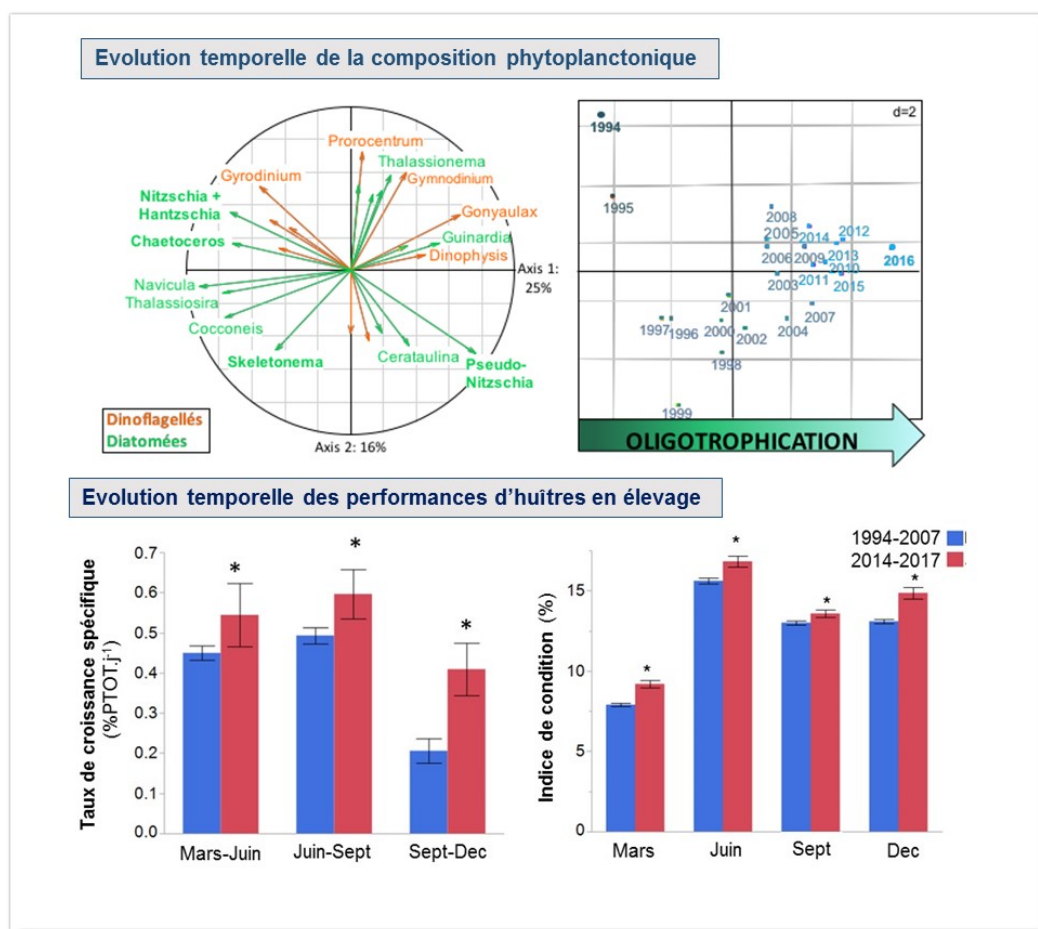 Evolution temporelle de la composition phytoplanctonique
Prorocentrum
Thalassionema
Gyrodinium
Gymnodinium
Nitzschia +
Hantzschia
Gonyaulax
Chaetoceros
Guinardia
Dinophysis
Axis 1:
25%
Navicula
Thalassiosira
Cocconeis
Skeletonema
Cerataulina
Pseudo-
Nitzschia
Dinoflagellés
Diatomées
Axis 2: 16%
d=2
1994
1995
2008
2005
2014
2012
2006
2009
2013
2016
2010
2003
2011
2015
2001
2007
1997
1996
2000
2002
2004
1998
1999
OLIGOTROPHICATION
Evolution temporelle des performances d'huîtres en élevage
Taux de croissance spécifique
(%PTOT.j-1)
0.7
0.6
0.5
0.4
0.3
0.2
0.1
0.0
*
*
*
Mars-Juin
Juin-Sept
Sept-Dec
1994-2007
2014-2017
Indice de condition (%)
15
10
5
0
*
*
*
*
Mars
Juin
Sept
Dec